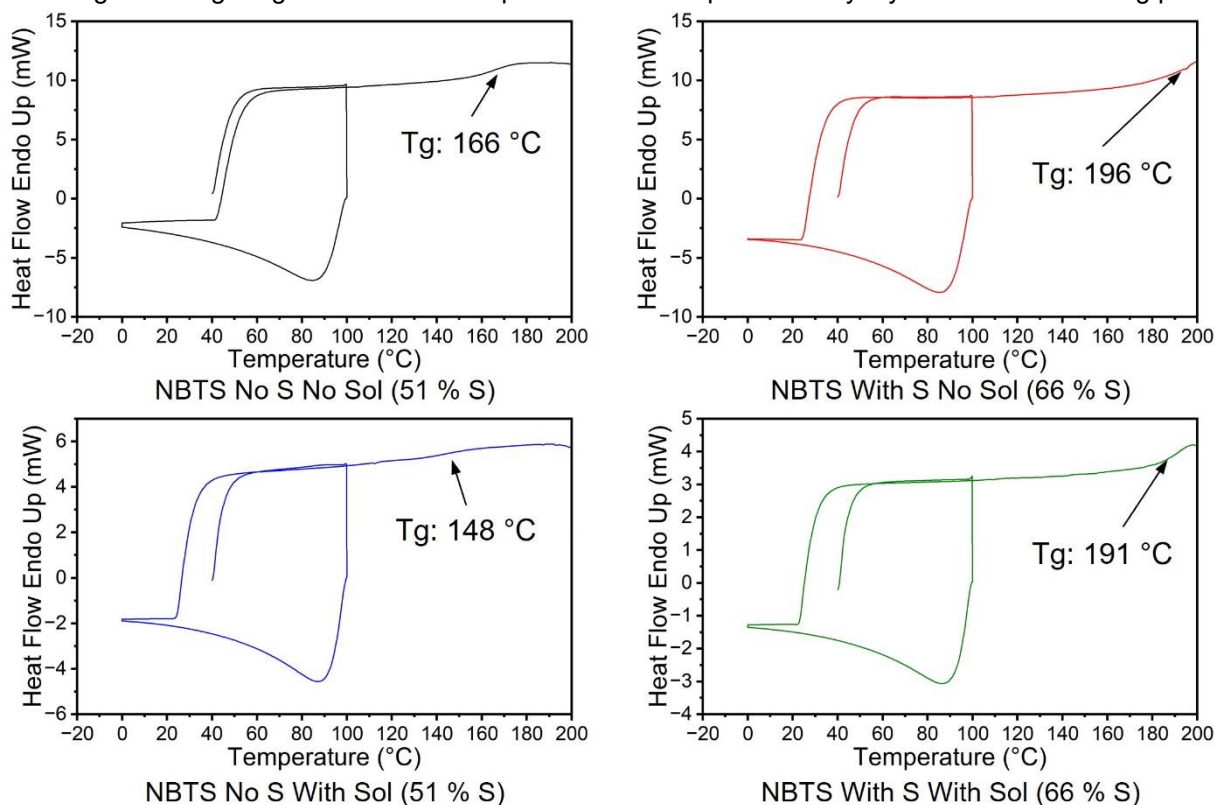 15
10
5
0
−5
−10
Heat Flow Endo Up (mW)
Tg: 166 °C
−20 0 20 40 60 80 100 120 140 160 180 200
Temperature (°C)
NBTS No S No Sol (51 % S)
15
10
5
0
−5
−10
Heat Flow Endo Up (mW)
Tg: 196 °C
−20 0 20 40 60 80 100 120 140 160 180 200
Temperature (°C)
NBTS With S No Sol (66 % S)
6
4
2
0
−2
−4
−6
Heat Flow Endo Up (mW)
Tg: 148 °C
−20 0 20 40 60 80 100 120 140 160 180 200
Temperature (°C)
NBTS No S With Sol (51 % S)
5
4
3
2
1
0
−1
−2
−3
−4
Heat Flow Endo Up (mW)
Tg: 191 °C
−20 0 20 40 60 80 100 120 140 160 180 200
Temperature (°C)
NBTS With S With Sol (66 % S)